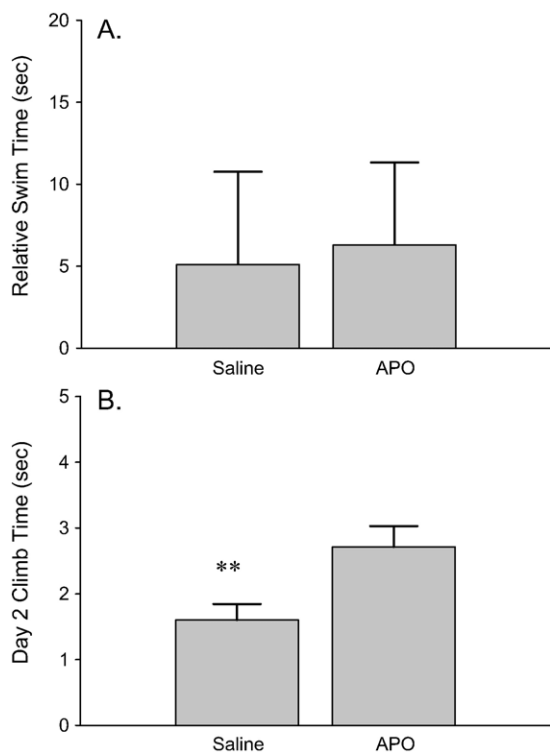 A.
Relative Swim Time (sec)
20
15
10
5
0
Saline APO
B.
Day 2 Climb Time (sec)
5
4
3
2
1
0
**
Saline APO